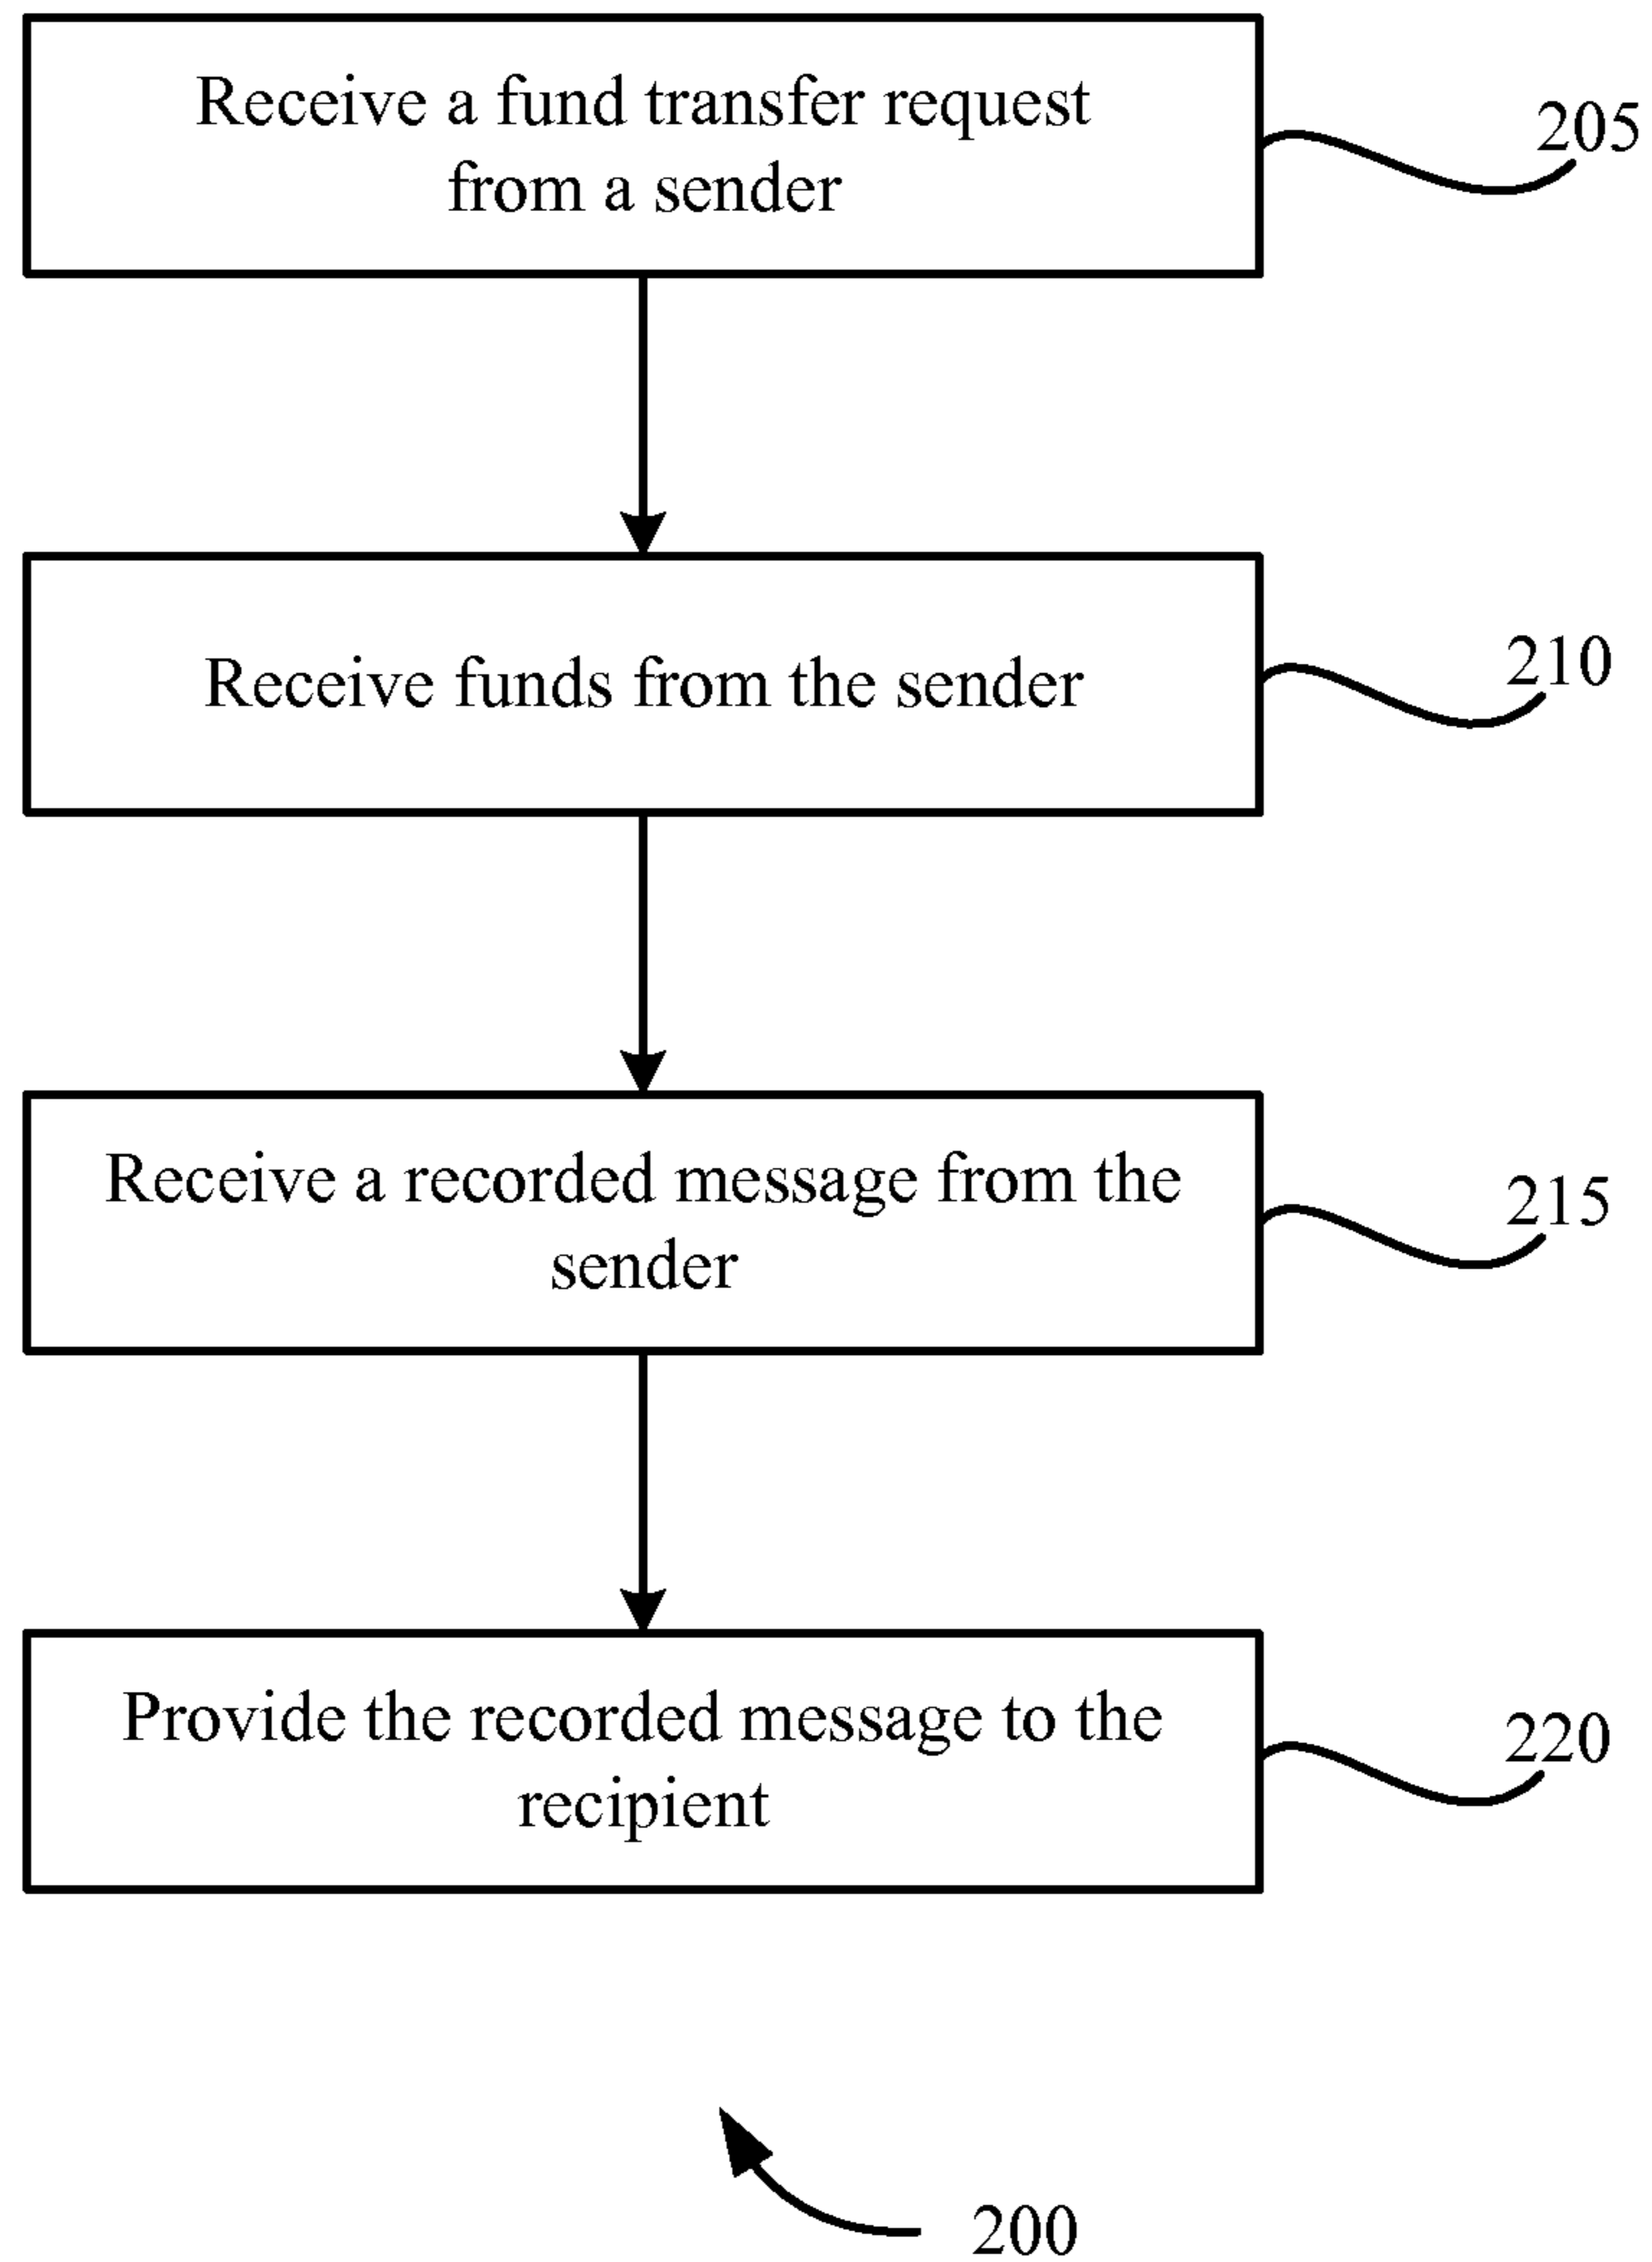 Receive a fund transfer request
from a sender
205
Receive funds from the sender
210
Receive a recorded message from the
sender
215
Provide the recorded message to the
recipient
220
200